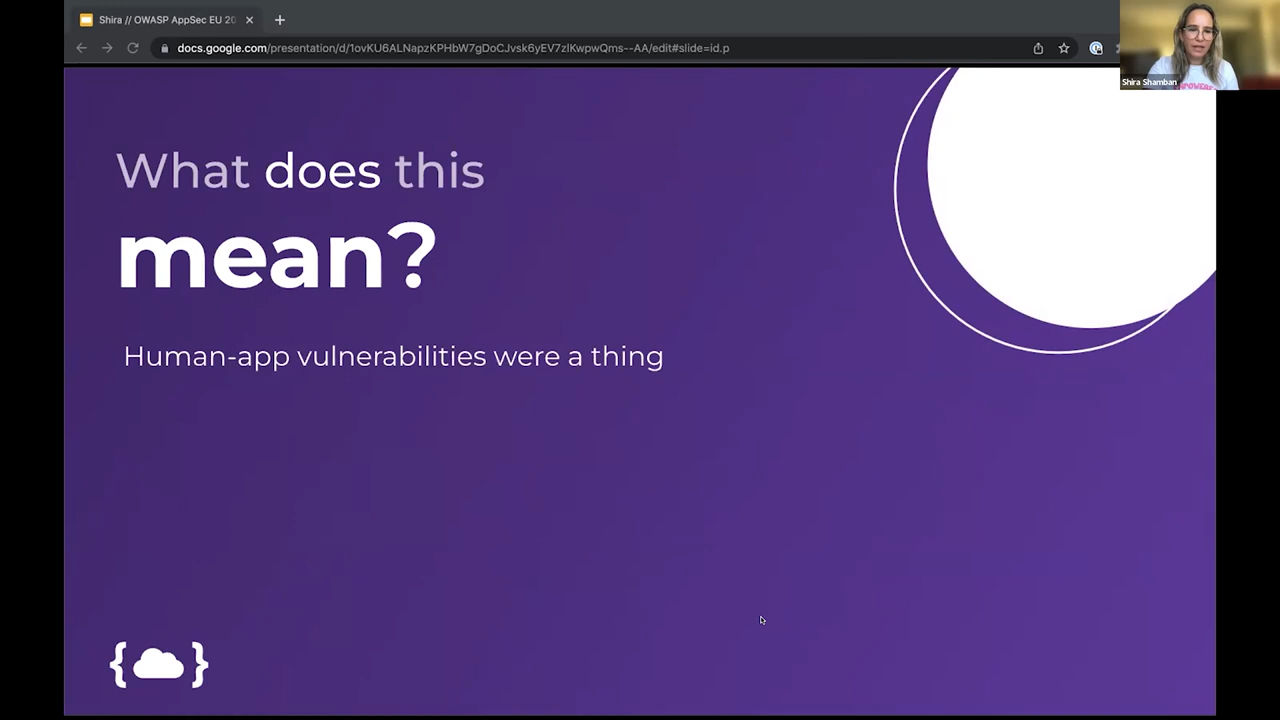 Shira // OWASP AppSec EU 20
docs.google.com/presentation/d/1ovKU6ALNapzKPHbW7gDoCJvsk6yEV7zlKwpwQms--AA/edit#slide=id.p
Shira Shamban
What does this
mean?
Human-app vulnerabilities were a thing
{ }